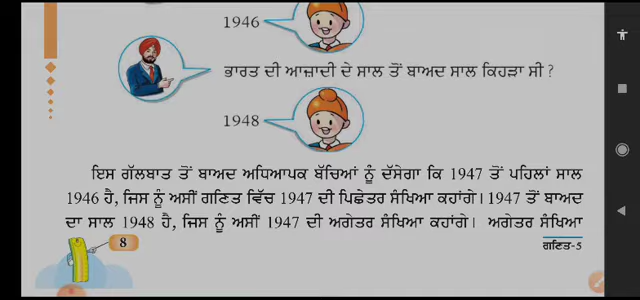 1946
ਭਾਰਤ ਦੀ ਆਜ਼ਾਦੀ ਦੇ ਸਾਲ ਤੋਂ ਬਾਅਦ ਸਾਲ ਕਿਹੜਾ ਸੀ ?
1948
ਇਸ ਗੱਲਬਾਤ ਤੋਂ ਬਾਅਦ ਅਧਿਆਪਕ ਬੱਚਿਆਂ ਨੂੰ ਦੱਸੇਗਾ ਕਿ 1947 ਤੋਂ ਪਹਿਲਾਂ ਸਾਲ
1946 ਹੈ, ਜਿਸ ਨੂੰ ਅਸੀਂ ਗਣਿਤ ਵਿੱਚ 1947 ਦੀ ਪਿਛੇਤਰ ਸੰਖਿਆ ਕਹਾਂਗੇ। 1947 ਤੋਂ ਬਾਅਦ
ਦਾ ਸਾਲ 1948 ਹੈ, ਜਿਸ ਨੂੰ ਅਸੀਂ 1947 ਦੀ ਅਗੇਤਰ ਸੰਖਿਆ ਕਹਾਂਗੇ। ਅਗੇਤਰ ਸੰਖਿਆ
8
ਗਣਿਤ-5